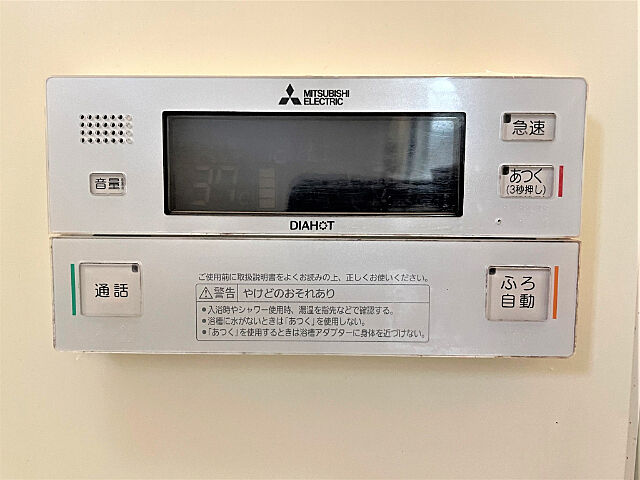 MITSUBISHI
ELECTRIC
急速
音量
37
あつく
(3秒押し)
DIAHOT
ご使用前に取扱説明書をよくお読みの上、正しくお使いください。
通話
警告 やけどのおそれあり
ふろ
自動
●入浴時やシャワー使用時、湯温を指先などで確認する。
●浴槽に水がないときは「あつく」を使用しない。
●「あつく」を使用するときは浴槽アダプターに身体を近づけない。